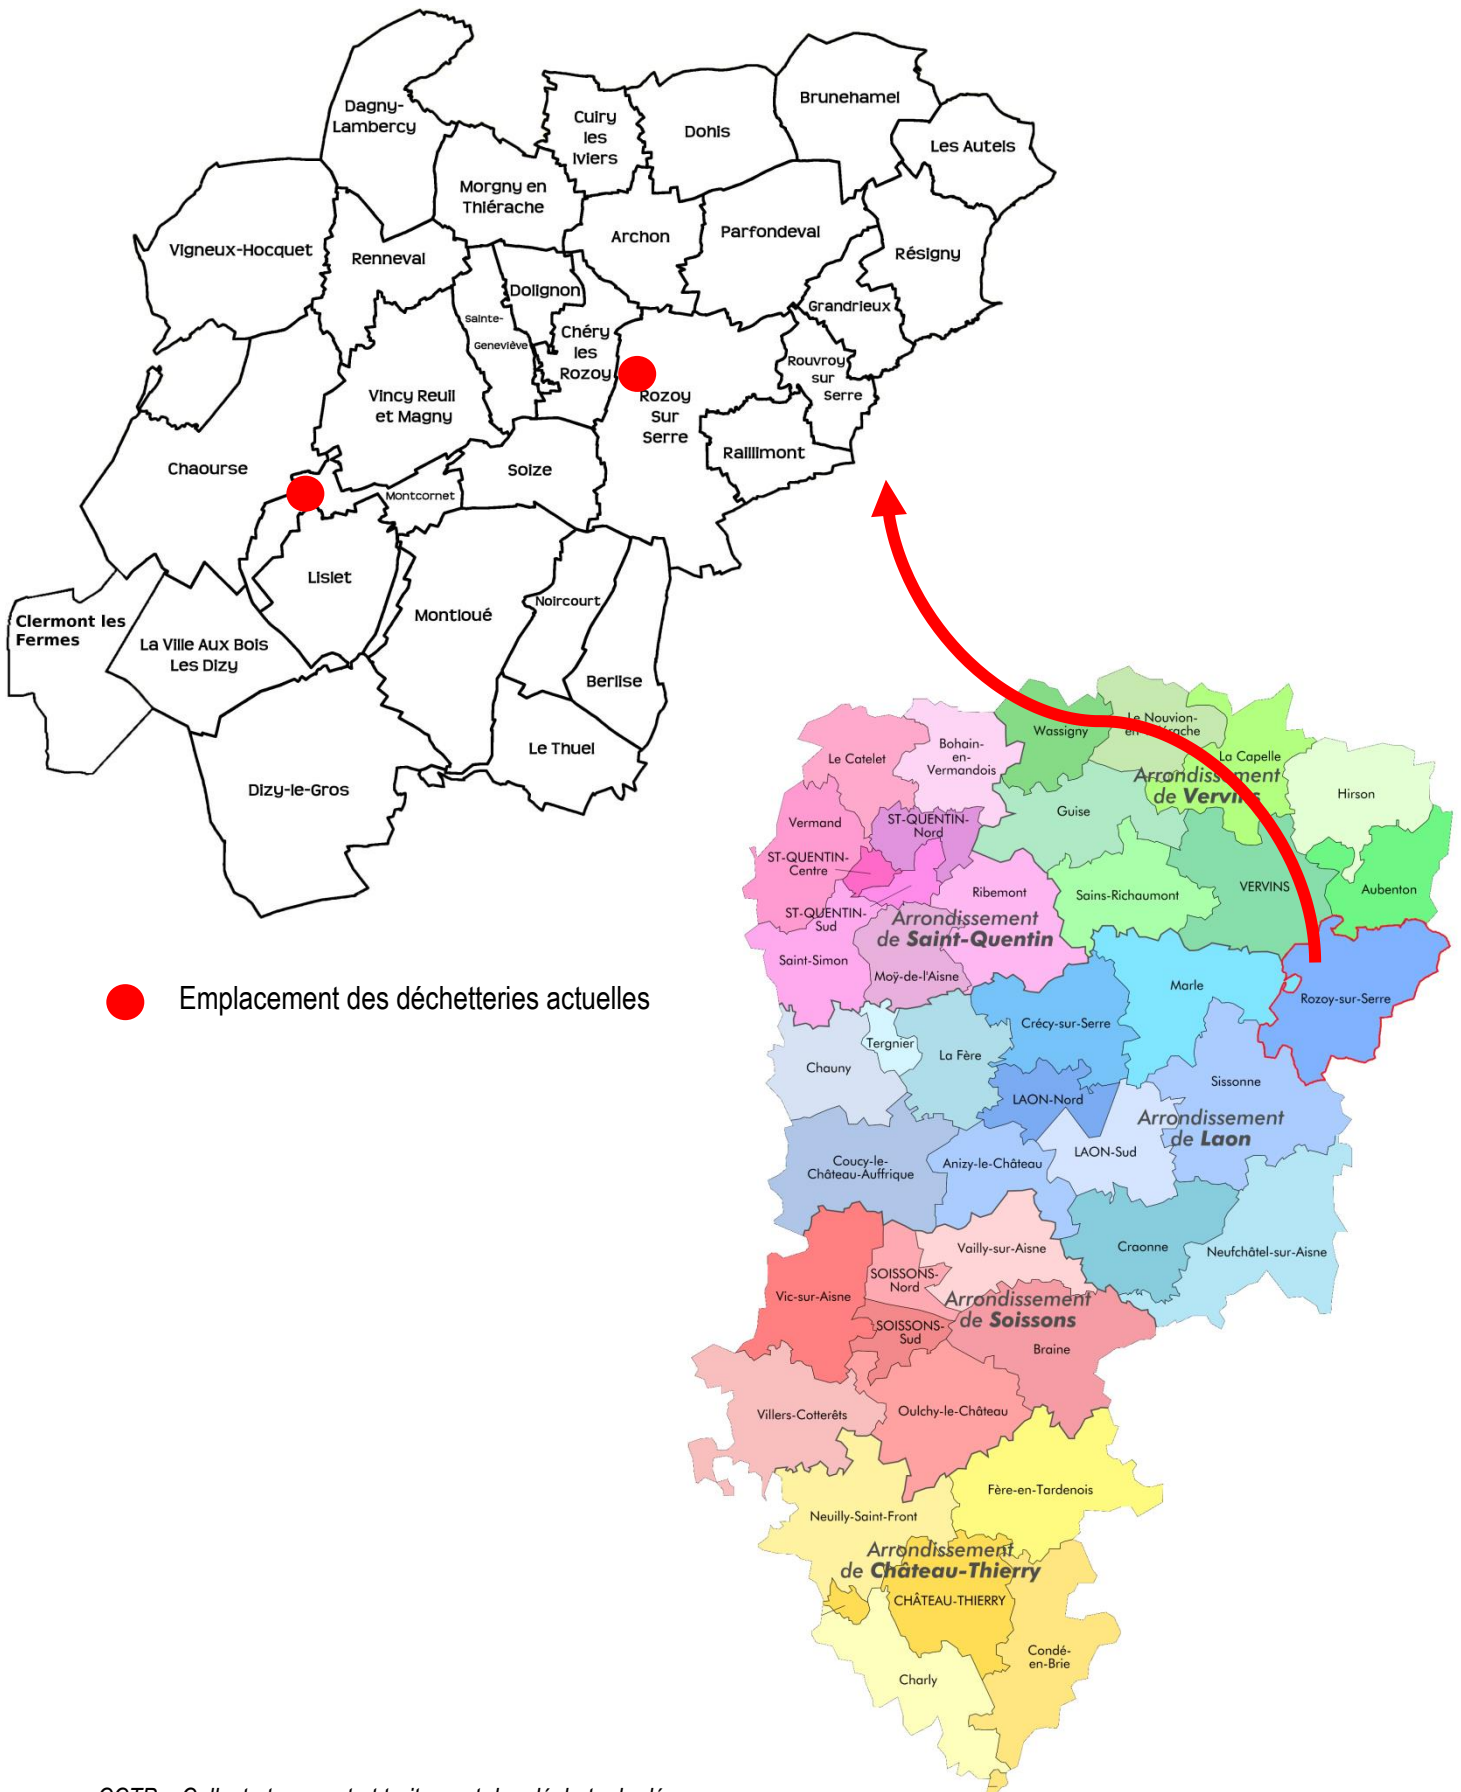 Dagny-
Lambercy
Cuiry
les
Iviers
Dohis
Brunehamel
Les Autels
Morgny en
Thiérache
Vigneux-Hocquet
Renneval
Archon
Parfondeval
Résigny
Dolignon
Sainte-
Geneviève
Chéry
les
Rozoy
Grandrieux
Rouvroy
sur
Serre
Vincy Reuil
et Magny
Rozoy
Sur
Serre
Raillimont
Chaourse
Soize
Montcornet
Lislet
Clermont les
Fermes
La Ville Aux Bois
Les Dizy
Montloué
Noircourt
Berlise
Le Thuel
Dizy-le-Gros
Emplacement des déchetteries actuelles
Le Catelet
Bohain-
en-
Vermandois
Wassigny
Le Nouvion-
en-Thiérache
La Capelle
Arrondissement
de Vervins
Hirson
Guise
Vermand
ST-QUENTIN-
Nord
ST-QUENTIN-
Centre
ST-QUENTIN-
Sud
Ribemont
Sains-Richaumont
VERVINS
Aubenton
Arrondissement
de Saint-Quentin
Saint-Simon
Moÿ-de-l'Aisne
Marle
Rozoy-sur-Serre
Crécy-sur-Serre
Tergnier
La Fère
Chauny
Sissonne
LAON-Nord
Arrondissement
de Laon
LAON-Sud
Coucy-le-
Château-Auffrique
Anizy-le-Château
Vailly-sur-Aisne
Craonne
Neufchâtel-sur-Aisne
SOISSONS-
Nord
Vic-sur-Aisne
Arrondissement
de Soissons
SOISSONS-
Sud
Braine
Villers-Cotterêts
Oulchy-le-Château
Fère-en-Tardenois
Neuilly-Saint-Front
Arrondissement
de Château-Thierry
CHÂTEAU-THIERRY
Condé-
en-Brie
Charly